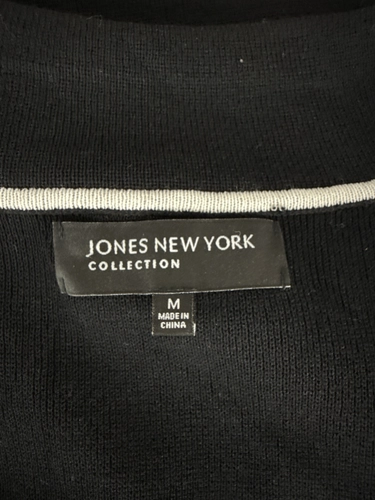 JONES NEW YORK
COLLECTION
M
MADE IN
CHINA